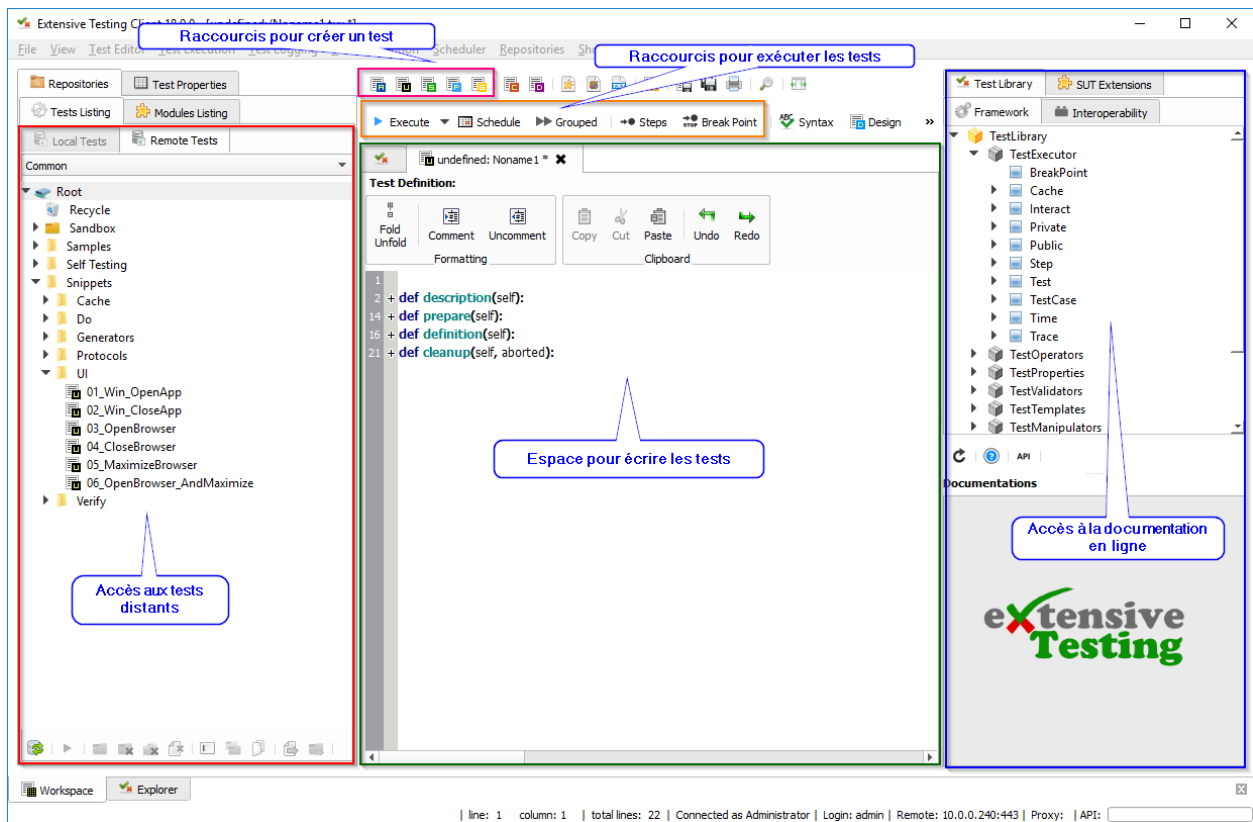 Extensive Testing Client 18.0.0 - [undefined: Noname1.tux *]
Raccourcis pour créer un test
File View Test Editor Test Execution Test Logging Scheduler Repositories
Raccourcis pour exécuter les tests
Repositories Test Properties
Tests Listing Modules Listing
Local Tests Remote Tests
Common
Root
Recycle
Sandbox
Samples
Self Testing
Snippets
Cache
Do
Generators
Protocols
UI
01_Win_OpenApp
02_Win_CloseApp
03_OpenBrowser
04_CloseBrowser
05_MaximizeBrowser
06_OpenBrowser_AndMaximize
Verify
Accès aux tests
distants
Execute Schedule Grouped Steps Break Point Syntax Design »
undefined: Noname1 *
Test Definition:
Fold
Unfold
Comment Uncomment
Formatting
Copy Cut Paste Undo Redo
Clipboard
1
2 + def description(self):
14 + def prepare(self):
16 + def definition(self):
21 + def cleanup(self, aborted):
Espace pour écrire les tests
Test Library SUT Extensions
Framework Interoperability
TestLibrary
TestExecutor
BreakPoint
Cache
Interact
Private
Public
Step
Test
TestCase
Time
Trace
TestOperators
TestProperties
TestValidators
TestTemplates
TestManipulators
API
Documentations
Accès à la documentation
en ligne
extensive
Testing
Workspace Explorer
| line: 1 column: 1 | total lines: 22 | Connected as Administrator | Login: admin | Remote: 10.0.0.240:443 | Proxy: | API: